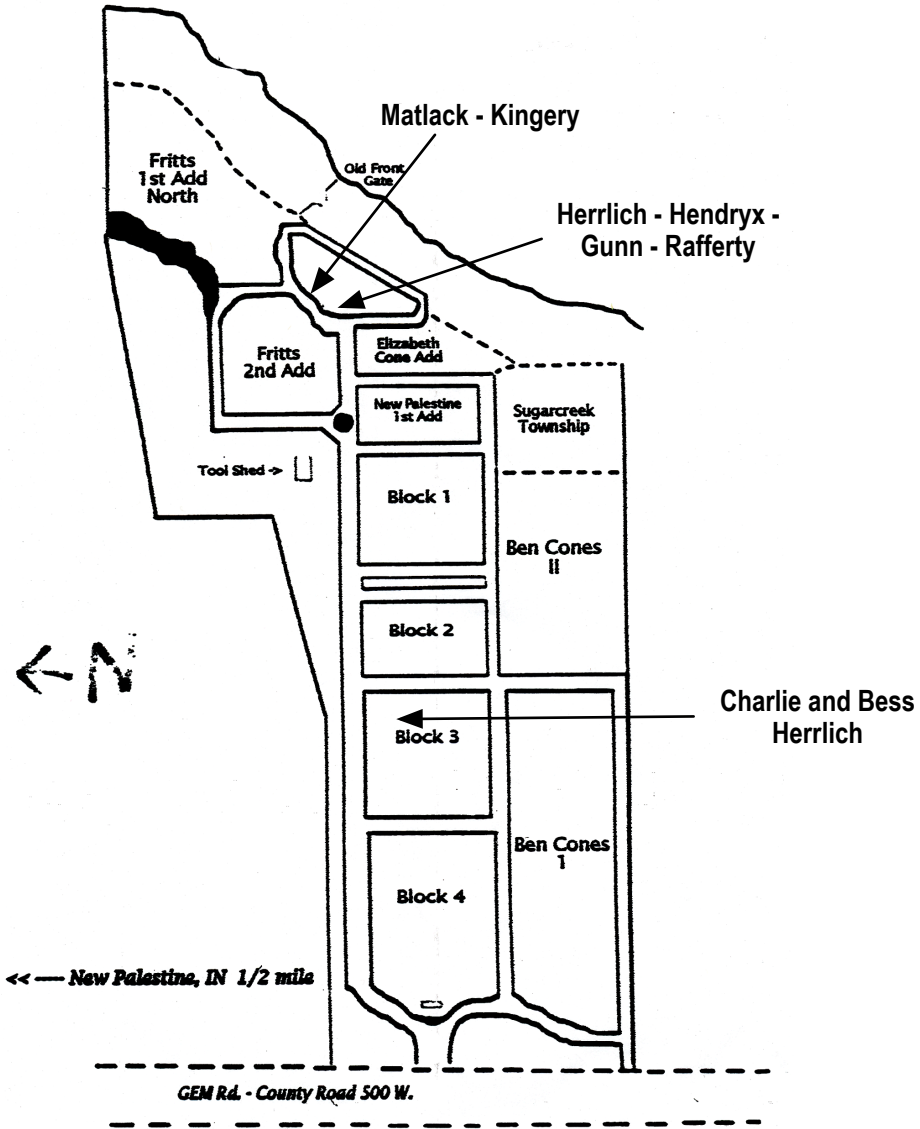 Matlack - Kingery
Fritts
1st Add
North
Old Front
Gate
Herrlich - Hendryx -
Gunn - Rafferty
Elizabeth
Cone Add
Fritts
2nd Add
New Palestine
1st Add
Sugarcreek
Township
Tool Shed ->
Block 1
Ben Cones
II
Block 2
← N
Charlie and Bess
Herrlich
Block 3
Ben Cones
1
Block 4
<< — New Palestine, IN 1/2 mile
GEM Rd. - County Road 500 W.